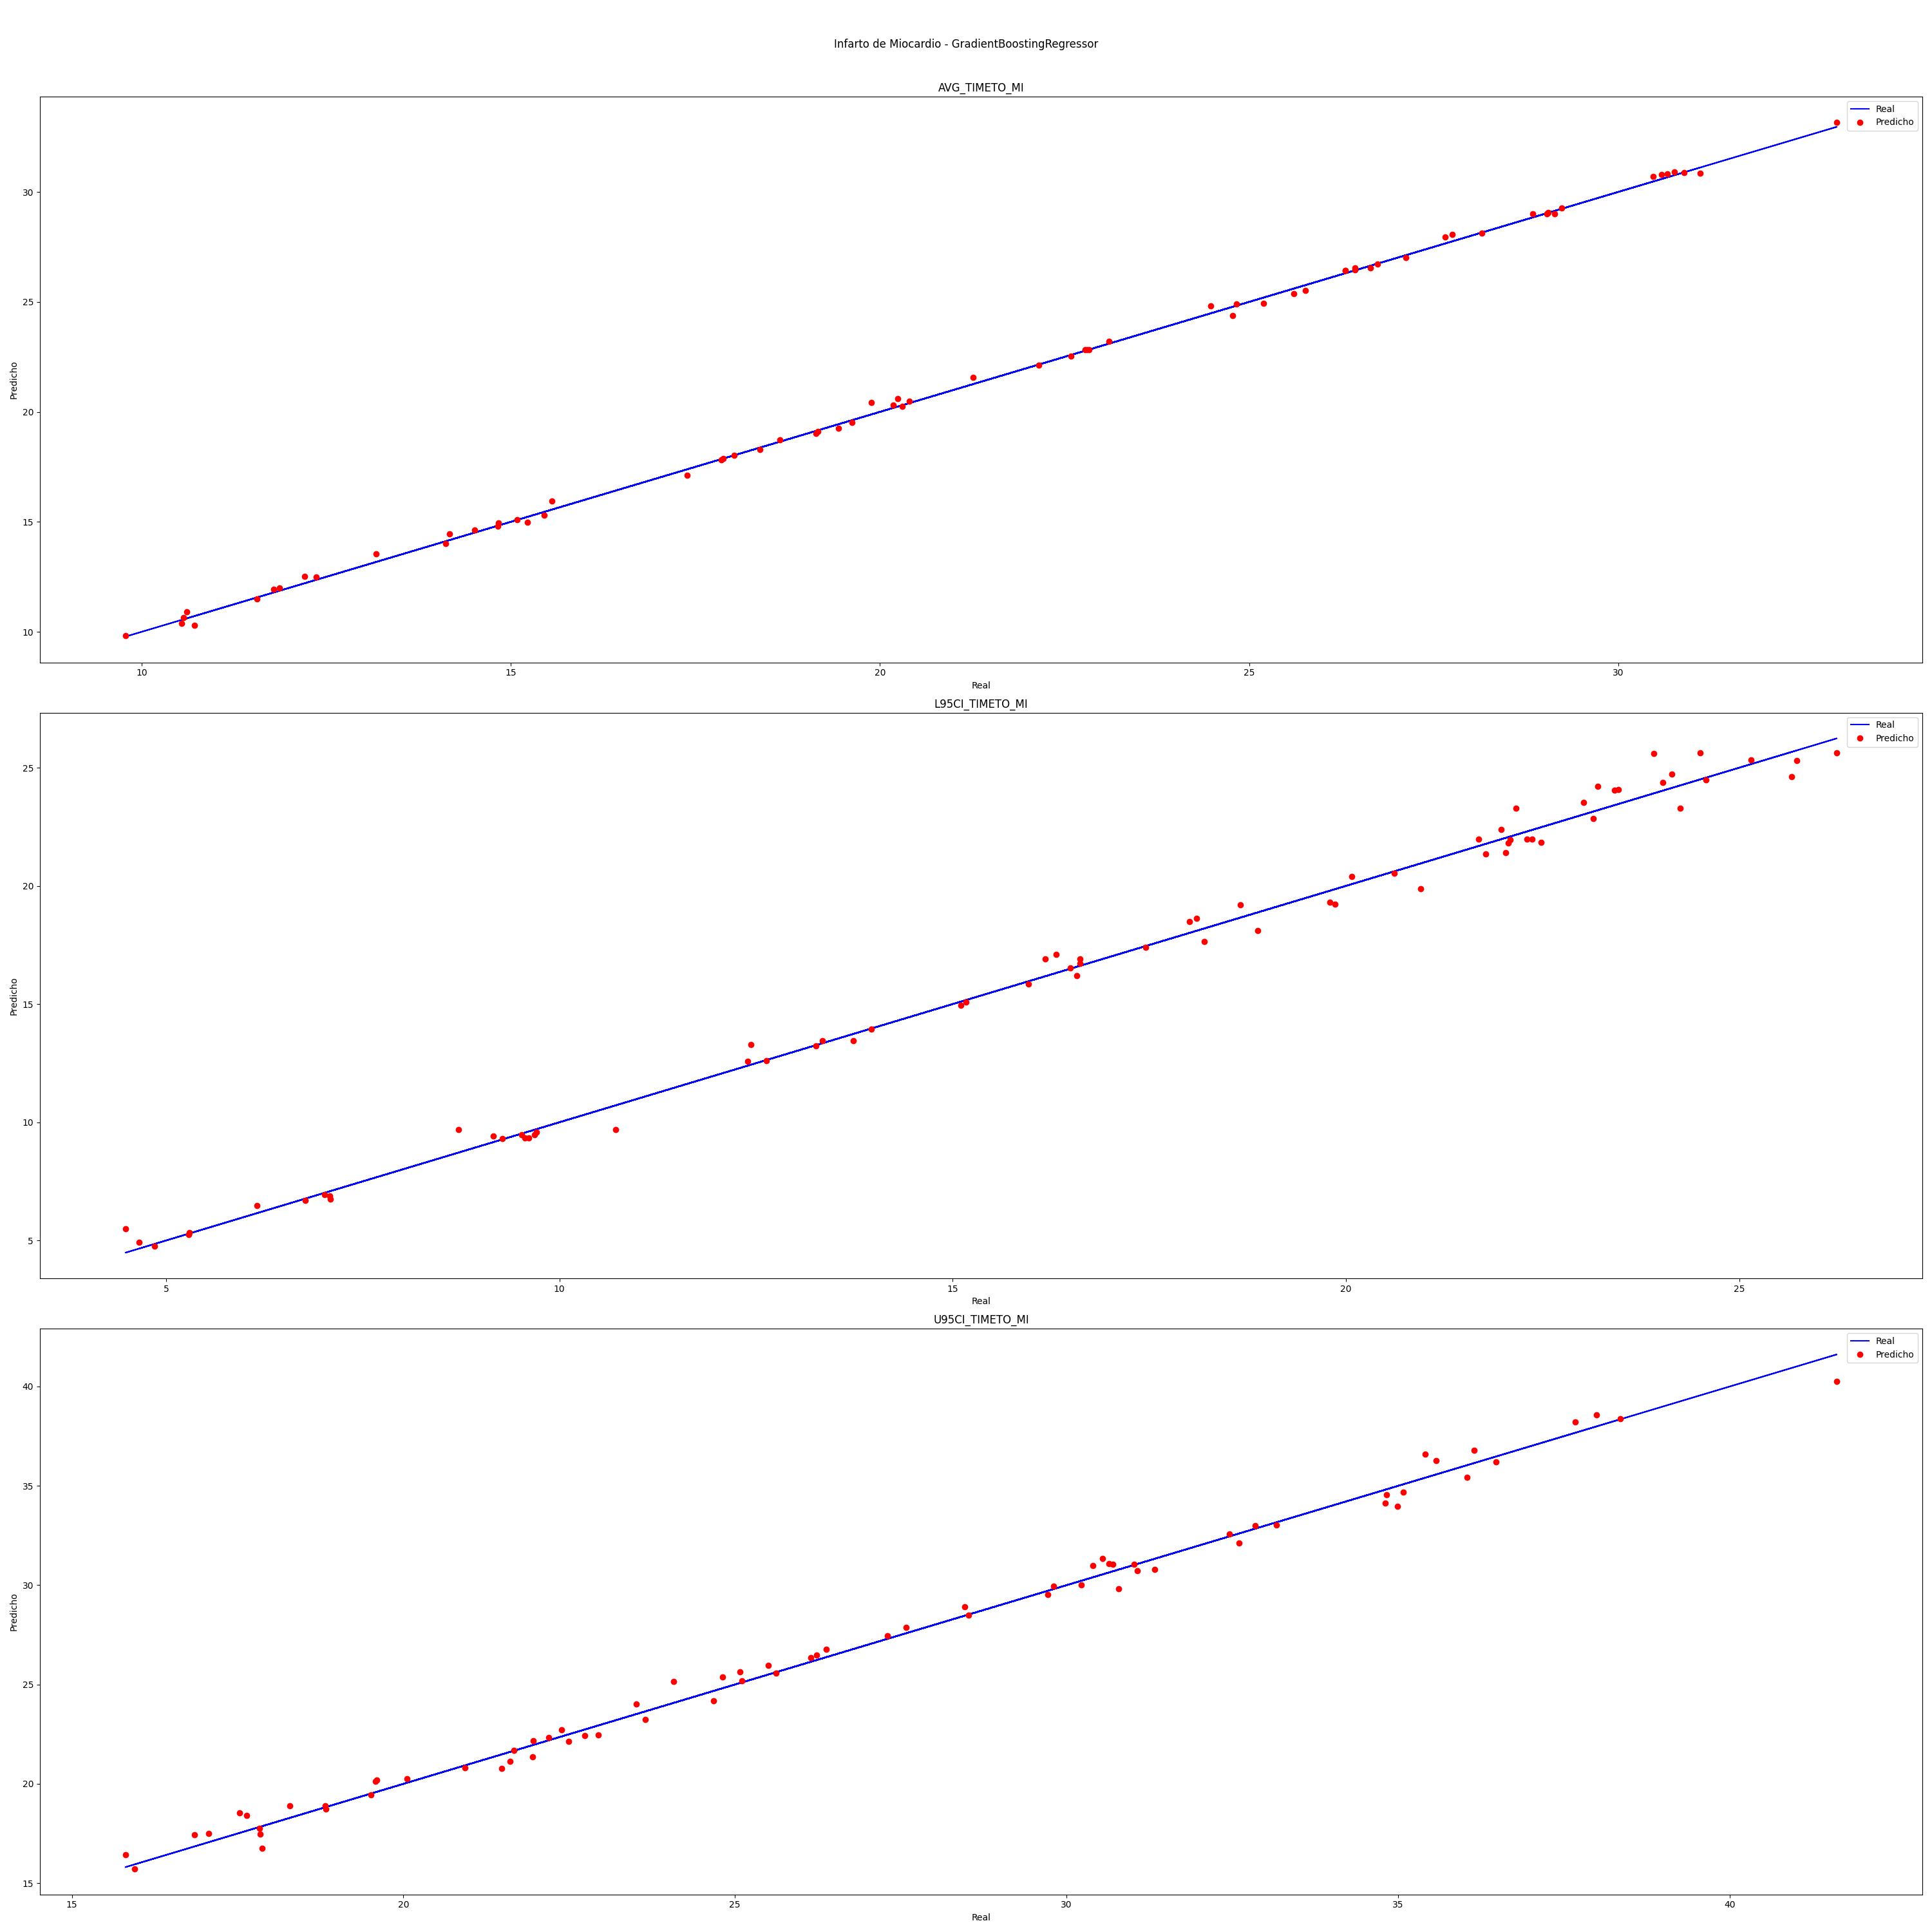 Infarto de Miocardio - GradientBoostingRegressor
AVG_TIMETO_MI
Real
Predicho
30
25
20
15
10
Predicho
10 15 20 25 30
Real
L95CI_TIMETO_MI
Real
Predicho
25
20
15
10
5
Predicho
5 10 15 20 25
Real
U95CI_TIMETO_MI
Real
Predicho
40
35
30
25
20
15
Predicho
15 20 25 30 35 40
Real